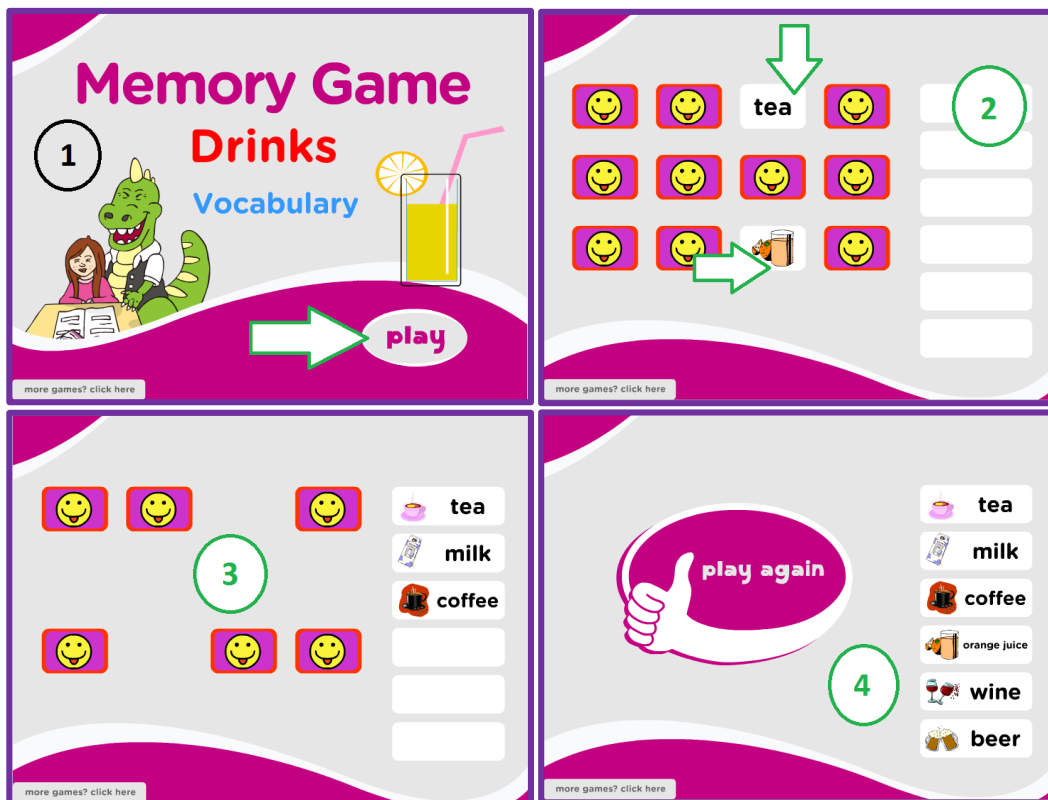 Memory Game
1
Drinks
Vocabulary
play
more games? click here
tea
2
more games? click here
3
tea
milk
coffee
more games? click here
play again
4
tea
milk
coffee
orange juice
wine
beer
more games? click here